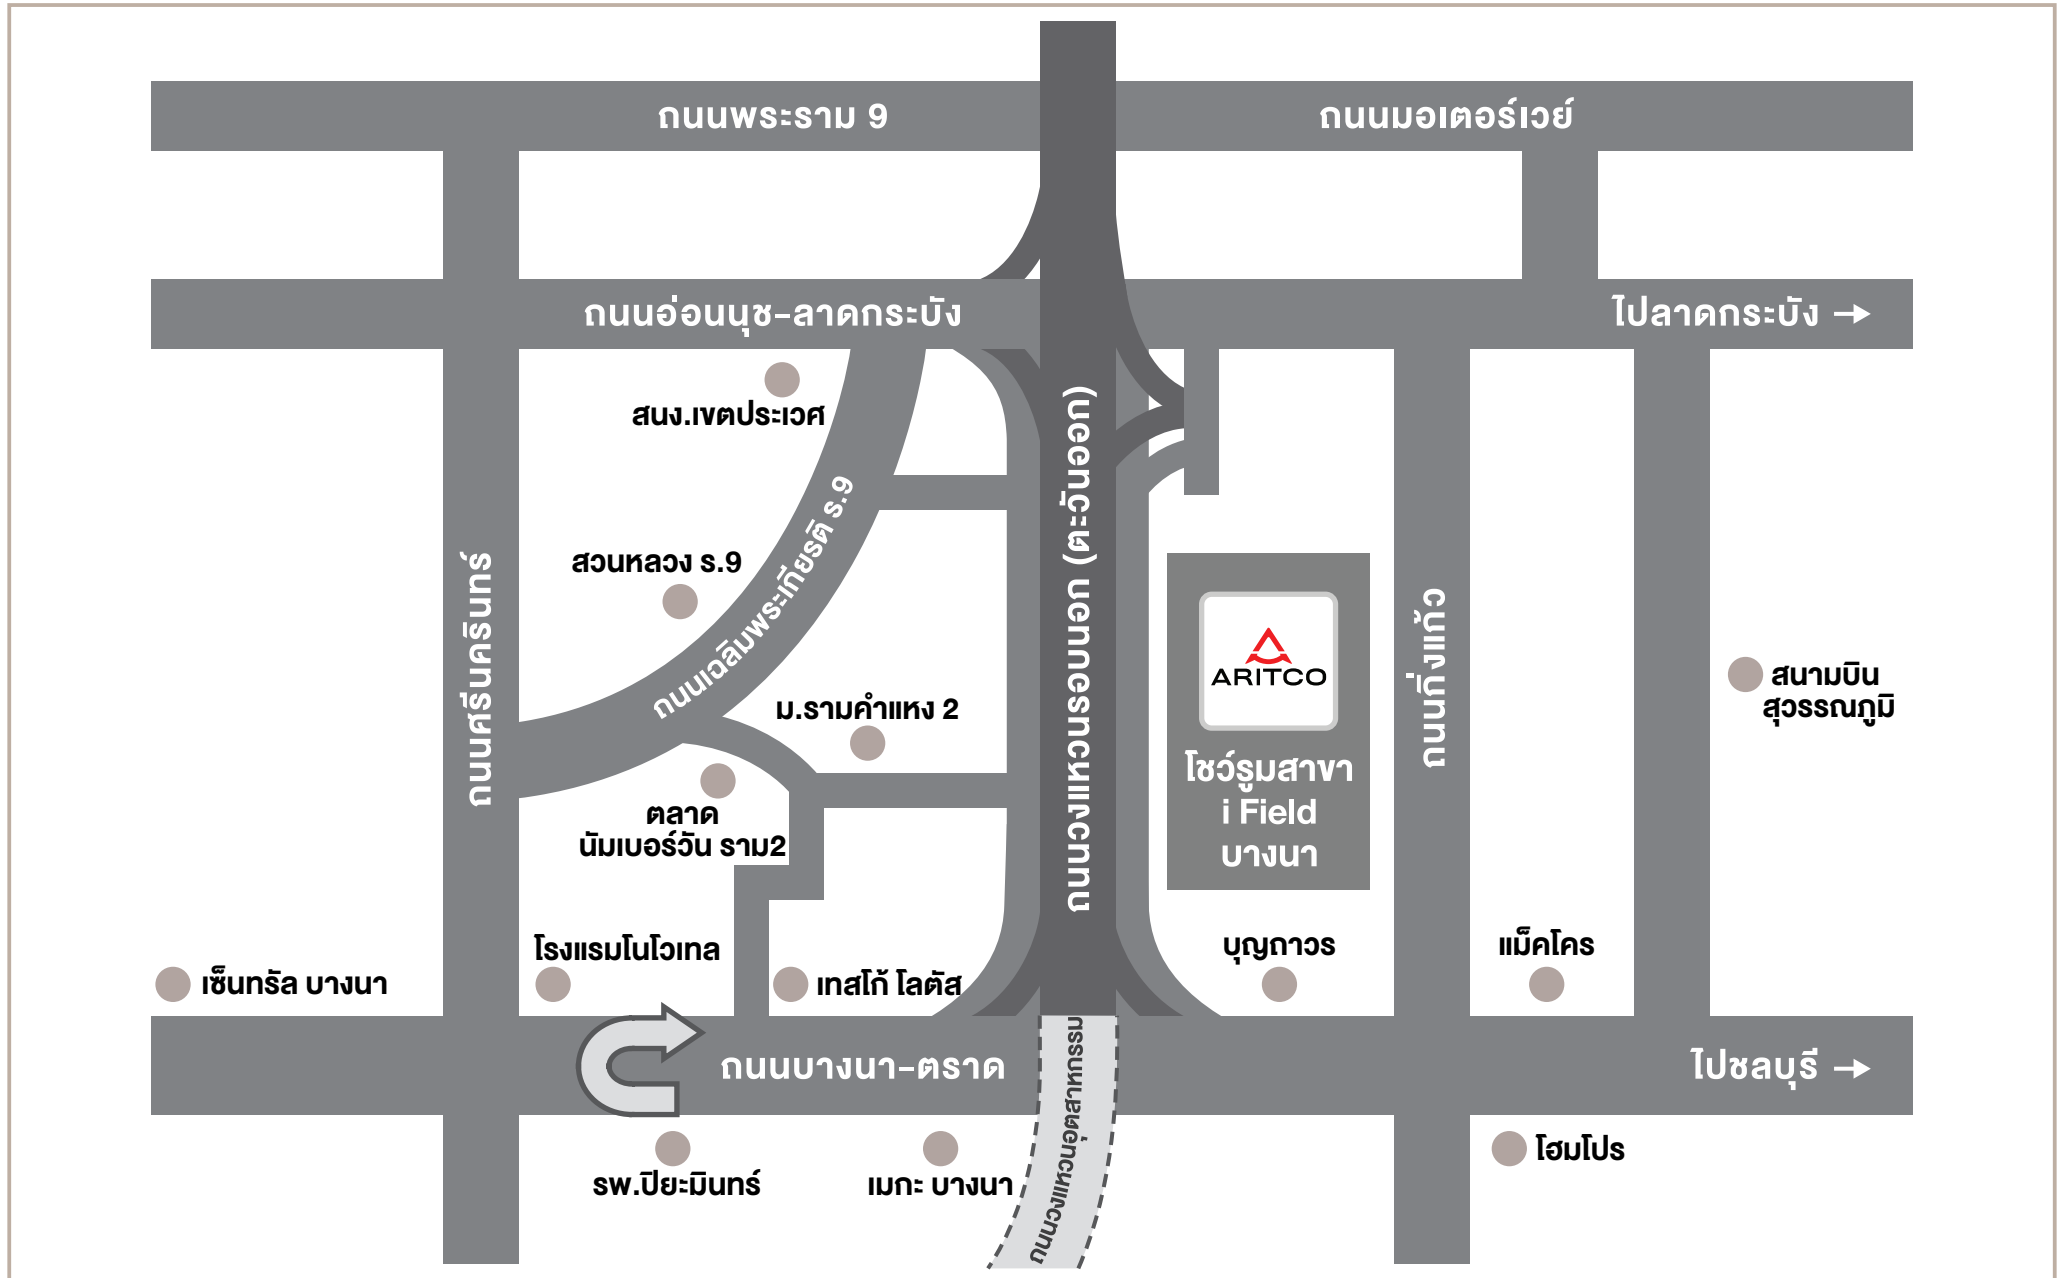 ถนนพระราม 9
ถนนมอเตอร์เวย์
ถนนอ่อนนุช-ลาดกระบัง
ไปลาดกระบัง →
สนง.เขตประเวศ
ถนนเฉลิมพระเกียรติ ร.9
สวนหลวง ร.9
ถนนศรีนครินทร์
ถนนวงแหวนรอบนอก (ตะวันออก)
ARITCO
โชว์รูมสาขา
i Field
บางนา
ถนนกิ่งแก้ว
สนามบิน
สุวรรณภูมิ
ม.รามคำแหง 2
ตลาด
นัมเบอร์วัน ราม2
โรงแรมโนโวเทล
บุญถาวร
แม็คโคร
เซ็นทรัล บางนา
เทสโก้ โลตัส
ถนนบางนา-ตราด
ไปชลบุรี →
ถนนวงแหวนอุตสาหกรรม
โฮมโปร
รพ.ปิยะมินทร์
เมกะ บางนา